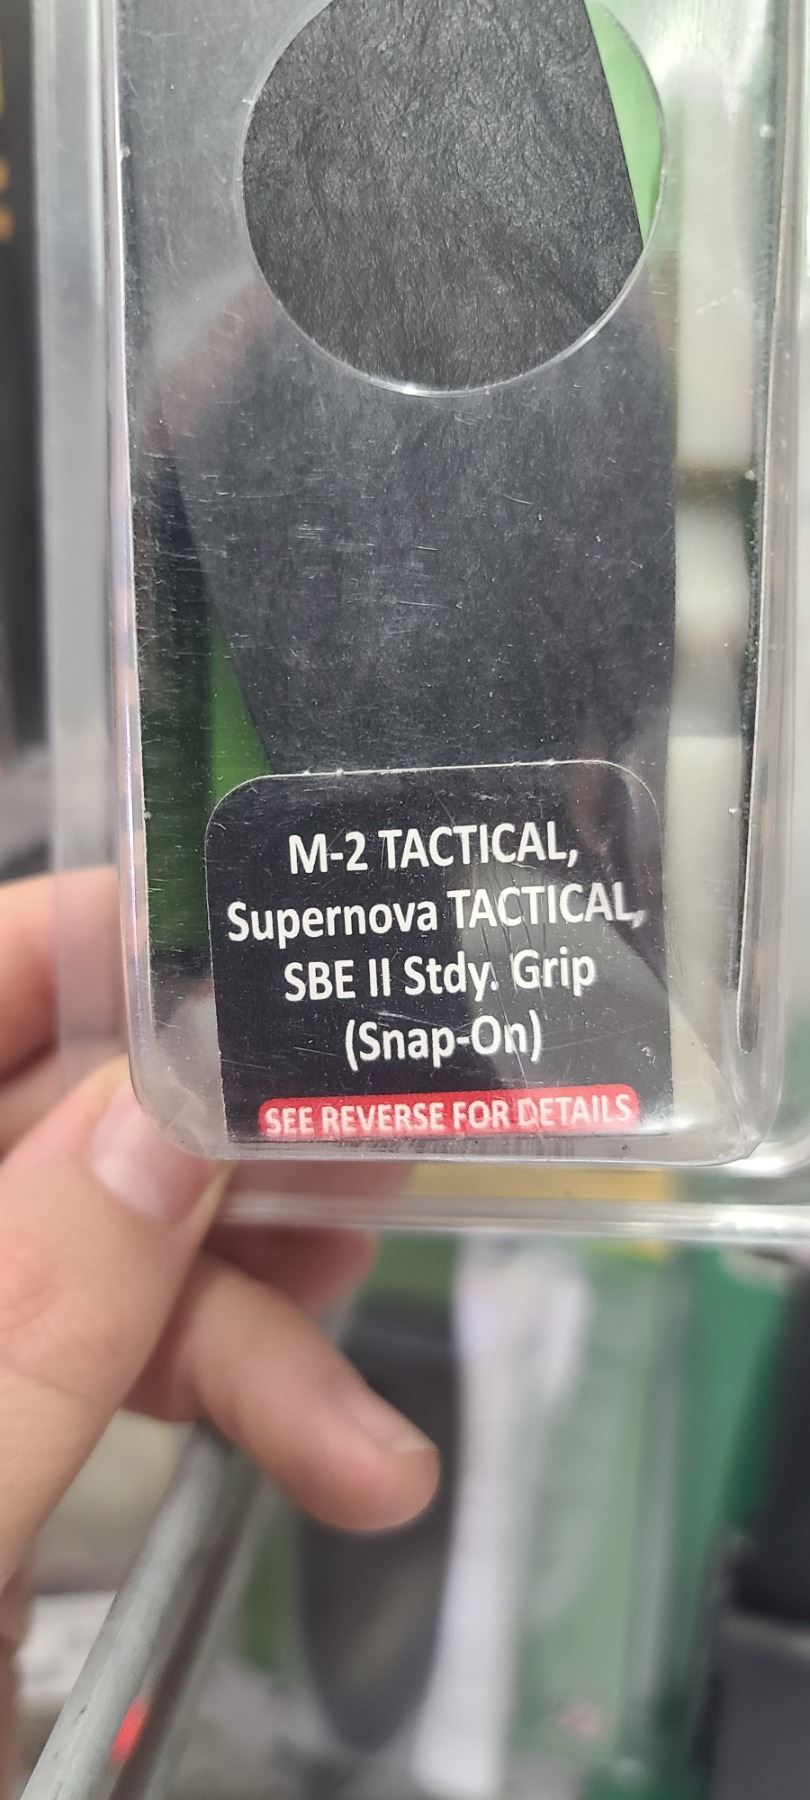 M-2 TACTICAL,
Supernova TACTICAL,
SBE II Stdy. Grip
(Snap-On)
SEE REVERSE FOR DETAILS